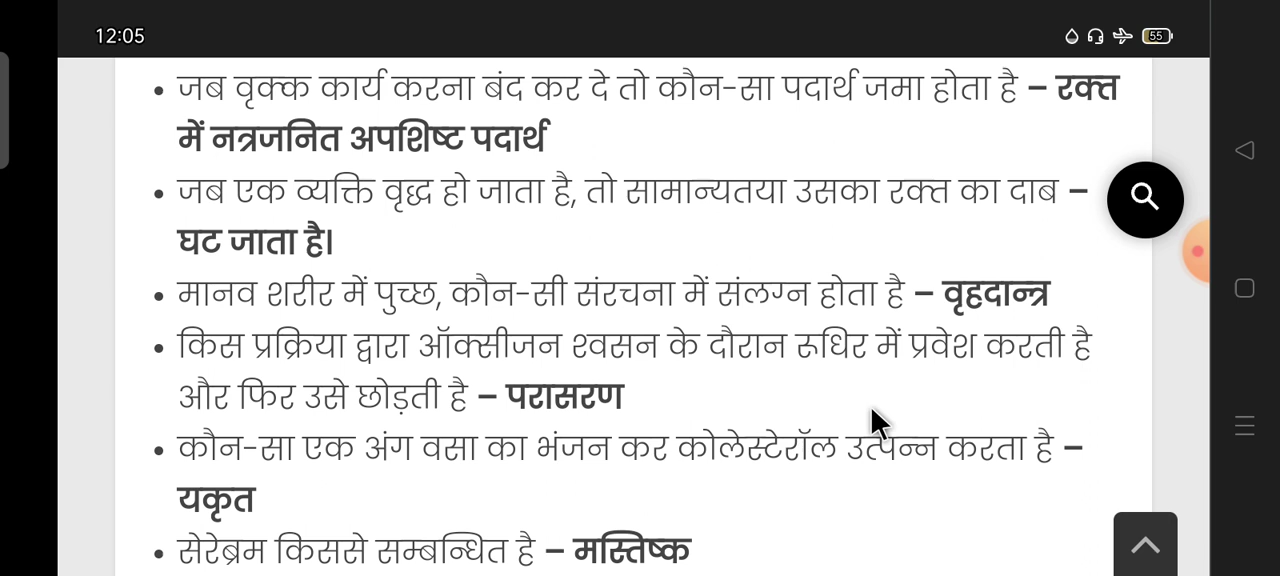 12:05
55
• जब वृक्क कार्य करना बंद कर दे तो कौन-सा पदार्थ जमा होता है – रक्त
में नत्रजनित अपशिष्ट पदार्थ
• जब एक व्यक्ति वृद्ध हो जाता है, तो सामान्यतया उसका रक्त का दाब –
घट जाता है।
• मानव शरीर में पुच्छ, कौन-सी संरचना में संलग्न होता है – वृहदान्त्र
• किस प्रक्रिया द्वारा ऑक्सीजन श्वसन के दौरान रूधिर में प्रवेश करती है
और फिर उसे छोड़ती है – परासरण
• कौन-सा एक अंग वसा का भंजन कर कोलेस्टेरॉल उत्पन्न करता है –
यकृत
• सेरेब्रम किससे सम्बन्धित है – मस्तिष्क